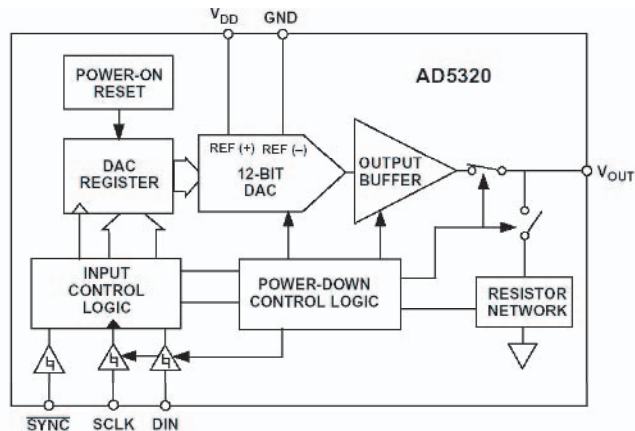 VDD GND
AD5320
POWER-ON
RESET
REF (+) REF (–)
DAC
REGISTER
12-BIT
DAC
OUTPUT
BUFFER
VOUT
INPUT
CONTROL
LOGIC
POWER-DOWN
CONTROL LOGIC
RESISTOR
NETWORK
SYNC SCLK DIN